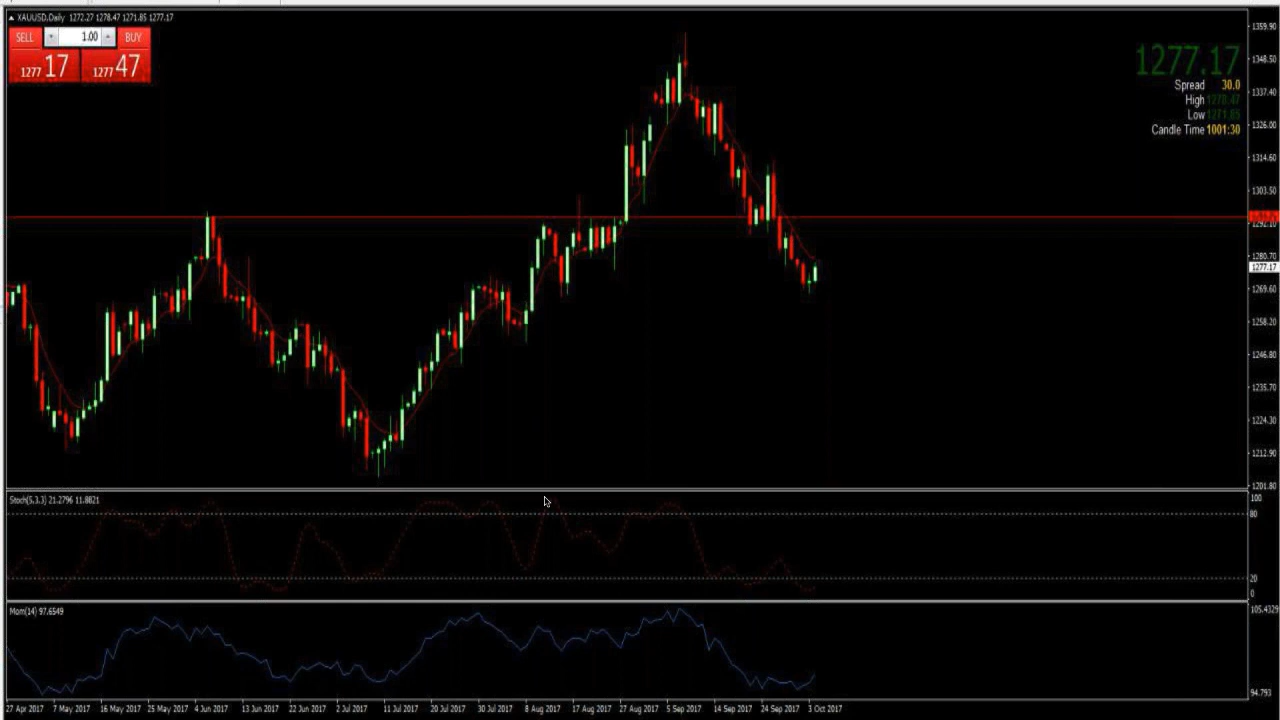 XAUUSD,Daily 1272.27 1278.47 1271.85 1277.17
SELL 1.00 BUY
1277 17 1277 47
1277.17
Spread 30.0
High 1278.47
Low 1271.85
Candle Time 1001:30
1359.90
1348.50
1337.40
1326.00
1314.60
1303.50
1292.10
1280.70
1277.17
1269.60
1258.20
1246.80
1235.70
1224.30
1212.90
1201.80
Stoch(5,3,3) 21.2796 11.8821
100
80
20
0
Mom(14) 97.6549
105.4329
94.793
27 Apr 2017 7 May 2017 16 May 2017 25 May 2017 4 Jun 2017 13 Jun 2017 22 Jun 2017 2 Jul 2017 11 Jul 2017 20 Jul 2017 30 Jul 2017 8 Aug 2017 17 Aug 2017 27 Aug 2017 5 Sep 2017 14 Sep 2017 24 Sep 2017 3 Oct 2017